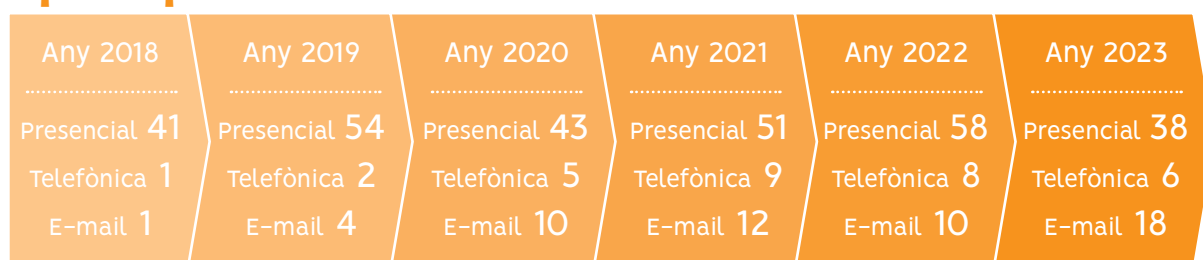 Any 2018
Presencial 41
Telefònica 1
E-mail 1
Any 2019
Presencial 54
Telefònica 2
E-mail 4
Any 2020
Presencial 43
Telefònica 5
E-mail 10
Any 2021
Presencial 51
Telefònica 9
E-mail 12
Any 2022
Presencial 58
Telefònica 8
E-mail 10
Any 2023
Presencial 38
Telefònica 6
E-mail 18